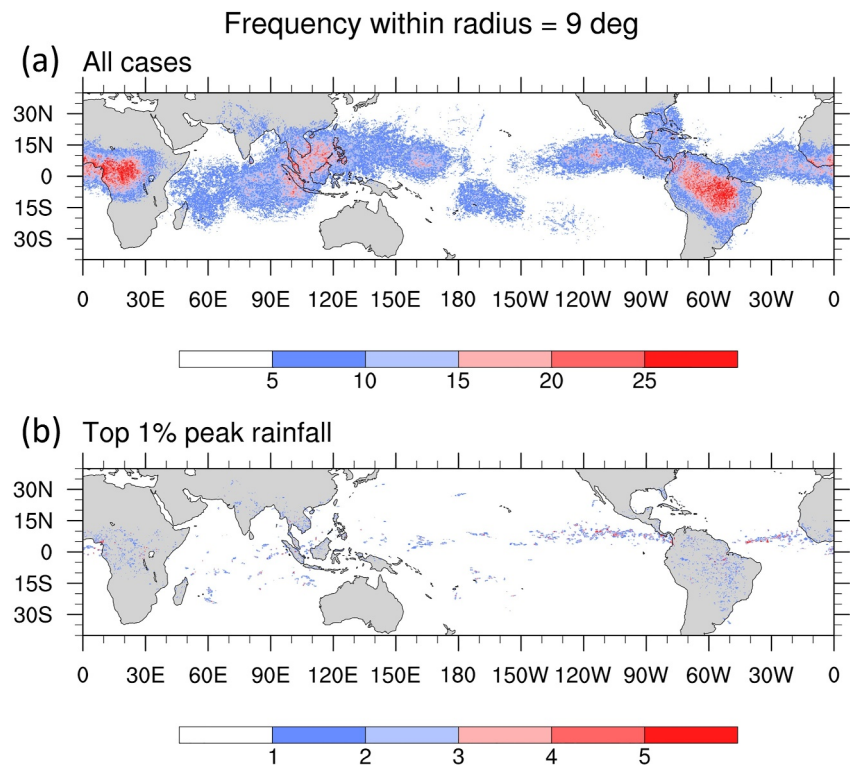 Frequency within radius = 9 deg
(a) All cases
30N
15N
0
15S
30S
0 30E 60E 90E 120E 150E 180 150W 120W 90W 60W 30W 0
5 10 15 20 25
(b) Top 1% peak rainfall
30N
15N
0
15S
30S
0 30E 60E 90E 120E 150E 180 150W 120W 90W 60W 30W 0
1 2 3 4 5